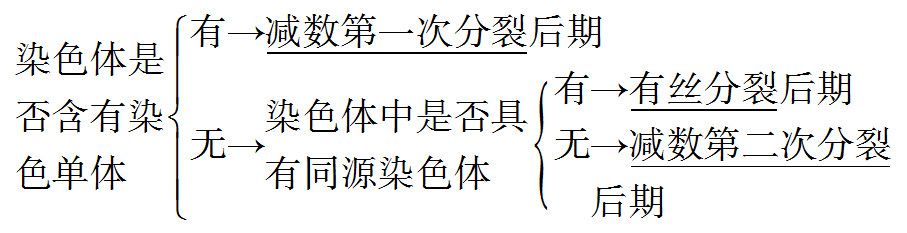 染色体是
否含有染
色单体
有→减数第一次分裂后期
无→
染色体中是否具
有同源染色体
有→有丝分裂后期
无→减数第二次分裂
后期